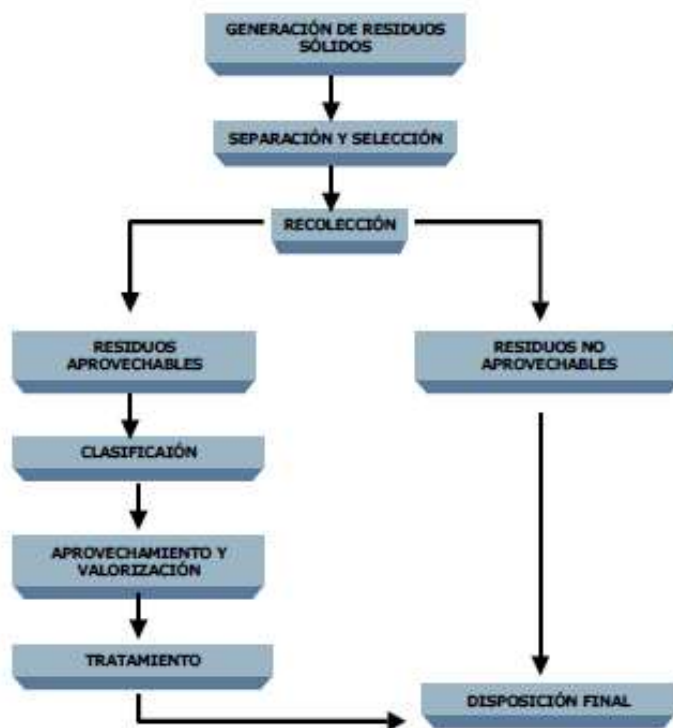 GENERACIÓN DE RESIDUOS
SÓLIDOS
SEPARACIÓN Y SELECCIÓN
RECOLECCIÓN
RESIDUOS
APROVECHABLES
RESIDUOS NO
APROVECHABLES
CLASIFICAIÓN
APROVECHAMIENTO Y
VALORIZACIÓN
TRATAMIENTO
DISPOSICIÓN FINAL